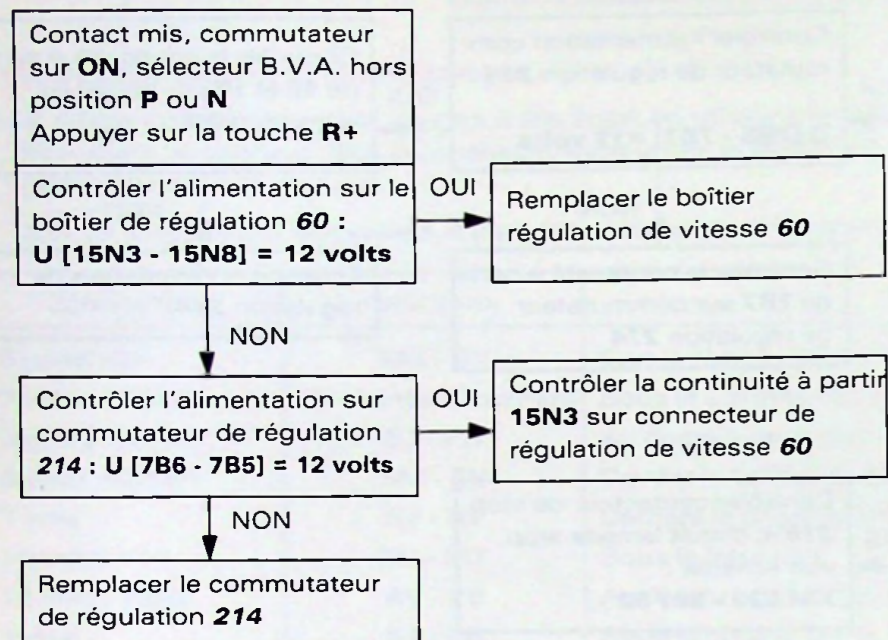 Contact mis, commutateur
sur ON, sélecteur B.V.A. hors
position P ou N
Appuyer sur la touche R+
Contrôler l'alimentation sur le
boîtier de régulation 60 :
U [15N3 - 15N8] = 12 volts
OUI
Remplacer le boîtier
régulation de vitesse 60
NON
Contrôler l'alimentation sur
commutateur de régulation
214 : U [7B6 - 7B5] = 12 volts
OUI
Contrôler la continuité à partir
15N3 sur connecteur de
régulation de vitesse 60
NON
Remplacer le commutateur
de régulation 214